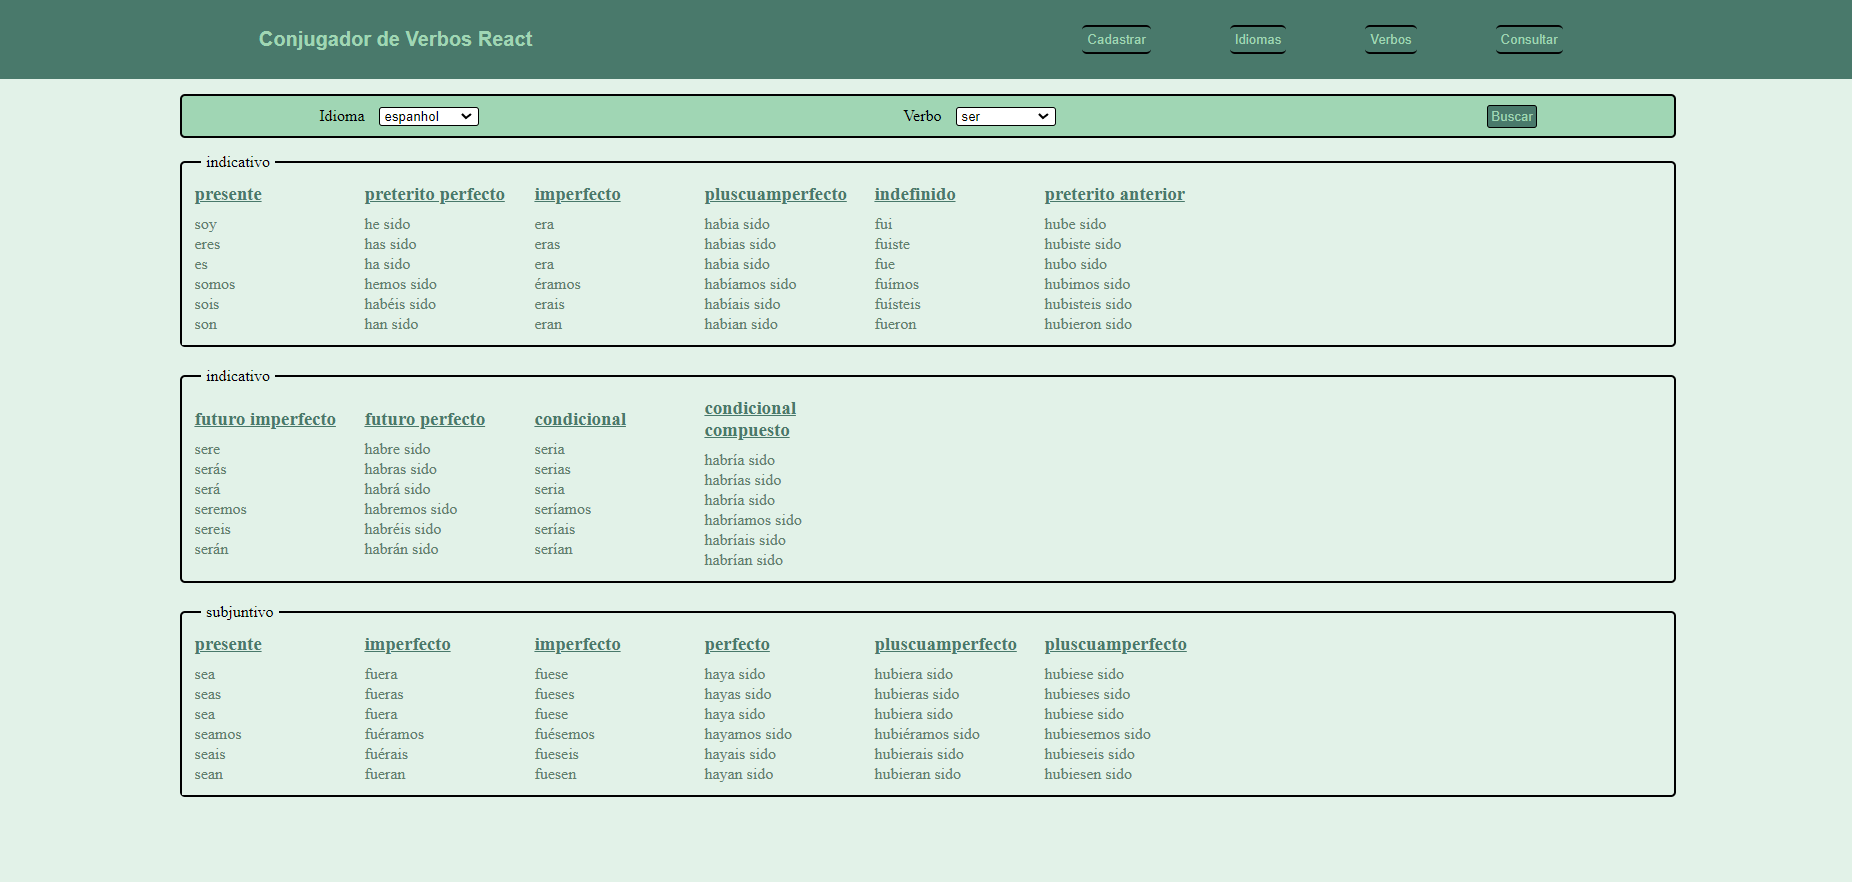 Conjugador de Verbos React
Cadastrar Idiomas Verbos Consultar
Idioma espanhol Verbo ser Buscar
indicativo
presente preterito perfecto imperfecto pluscuamperfecto indefinido preterito anterior
soy he sido era habia sido fui hube sido
eres has sido eras habias sido fuiste hubiste sido
es ha sido era habia sido fue hubo sido
somos hemos sido éramos habíamos sido fuímos hubimos sido
sois habéis sido erais habíais sido fuísteis hubisteis sido
son han sido eran habian sido fueron hubieron sido
indicativo
futuro imperfecto futuro perfecto condicional condicional
compuesto
sere habre sido seria habría sido
serás habras sido serias habrías sido
será habrá sido seria habría sido
seremos habremos sido seríamos habríamos sido
sereis habréis sido seríais habríais sido
serán habrán sido serían habrían sido
subjuntivo
presente imperfecto imperfecto perfecto pluscuamperfecto pluscuamperfecto
sea fuera fuese haya sido hubiera sido hubiese sido
seas fueras fueses hayas sido hubieras sido hubieses sido
sea fuera fuese haya sido hubiera sido hubiese sido
seamos fuéramos fuésemos hayamos sido hubiéramos sido hubiesemos sido
seais fuérais fueseis hayais sido hubierais sido hubieseis sido
sean fueran fuesen hayan sido hubieran sido hubiesen sido